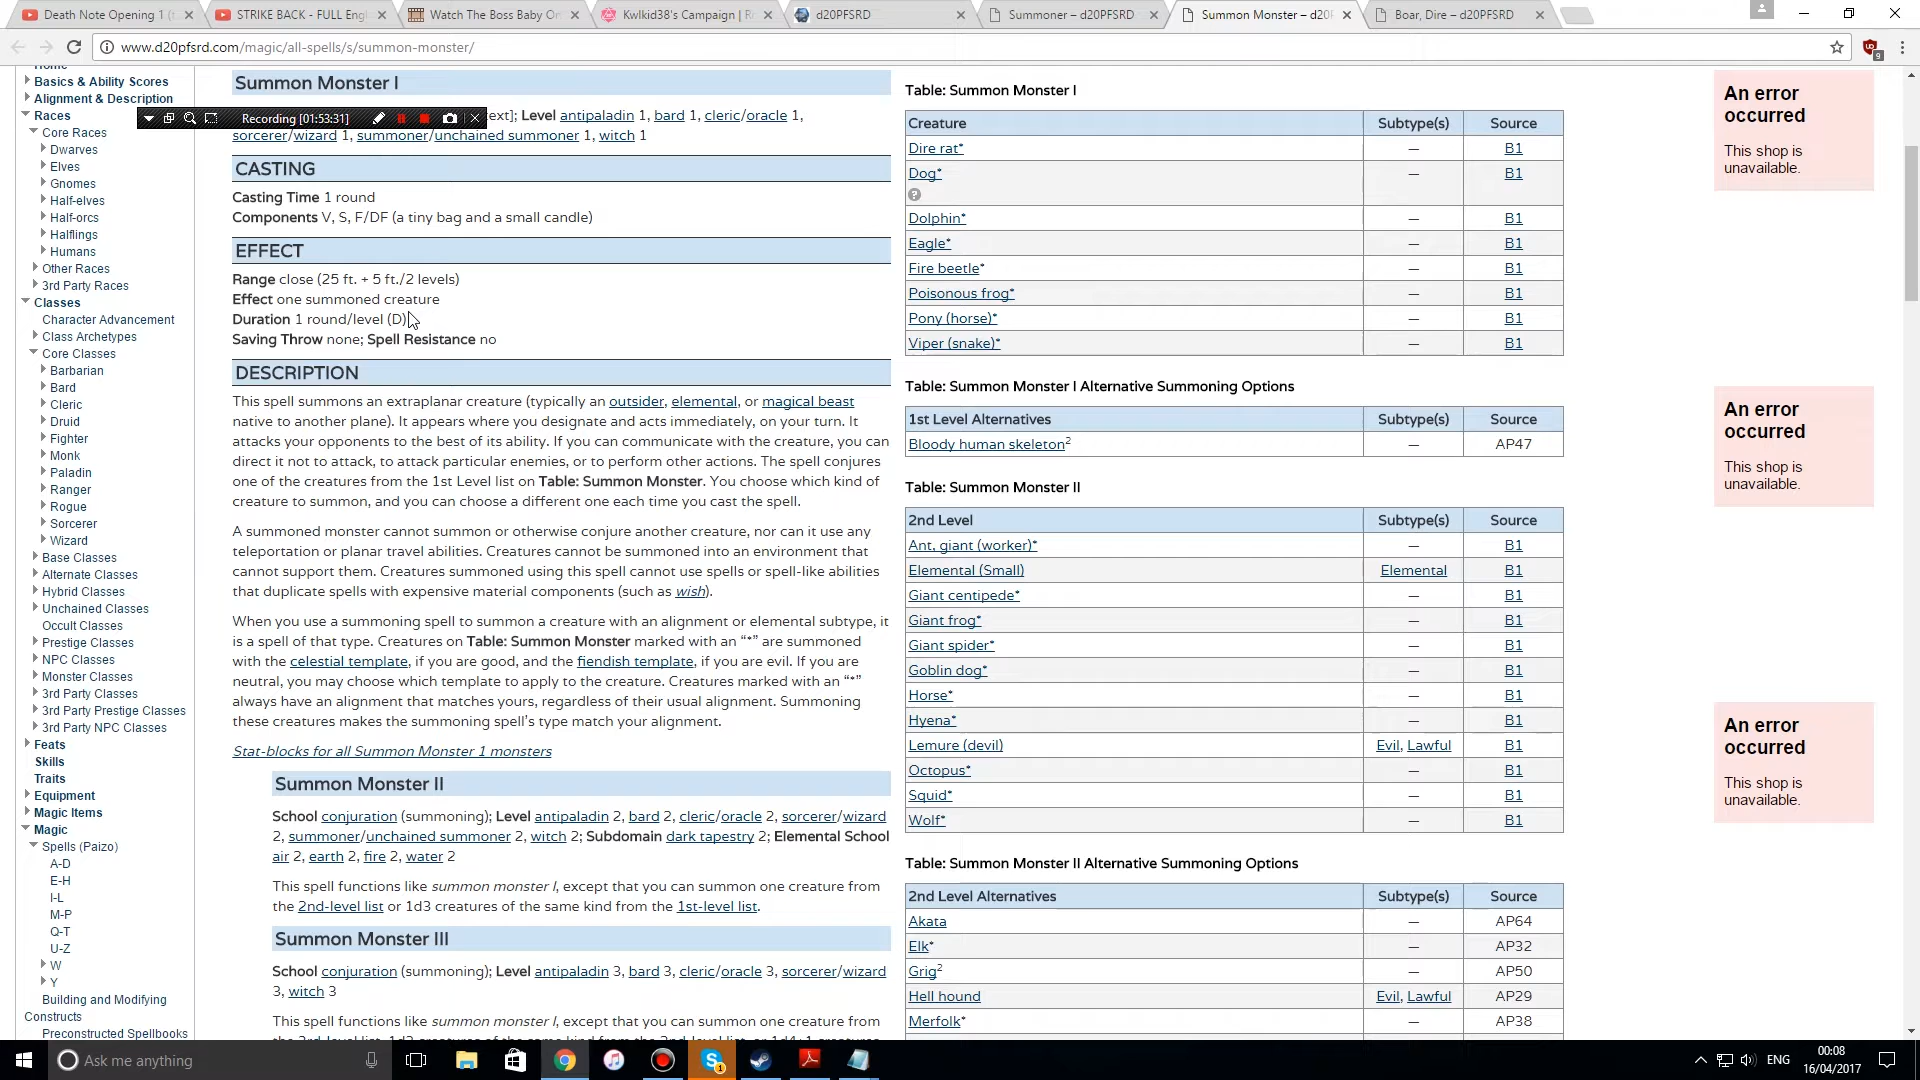 Death Note Opening 1 (
STRIKE BACK - FULL Eng
Watch The Boss Baby On
Kwlkid38's Campaign | R
d20PFSRD
Summoner – d20PFSRD
Summon Monster – d20P
Boar, Dire – d20PFSRD
www.d20pfsrd.com/magic/all-spells/s/summon-monster/
9
Home
Basics & Ability Scores
Alignment & Description
Races
Core Races
Dwarves
Elves
Gnomes
Half-elves
Half-orcs
Halflings
Humans
Other Races
3rd Party Races
Classes
Character Advancement
Class Archetypes
Core Classes
Barbarian
Bard
Cleric
Druid
Fighter
Monk
Paladin
Ranger
Rogue
Sorcerer
Wizard
Base Classes
Alternate Classes
Hybrid Classes
Unchained Classes
Occult Classes
Prestige Classes
NPC Classes
Monster Classes
3rd Party Classes
3rd Party Prestige Classes
3rd Party NPC Classes
Feats
Skills
Traits
Equipment
Magic Items
Magic
Spells (Paizo)
A-D
E-H
I-L
M-P
Q-T
U-Z
W
Y
Building and Modifying
Constructs
Preconstructed Spellbooks
Recording [01:53:31]
Summon Monster I
ext]; Level antipaladin 1, bard 1, cleric/oracle 1,
sorcerer/wizard 1, summoner/unchained summoner 1, witch 1
CASTING
Casting Time 1 round
Components V, S, F/DF (a tiny bag and a small candle)
EFFECT
Range close (25 ft. + 5 ft./2 levels)
Effect one summoned creature
Duration 1 round/level (D)
Saving Throw none; Spell Resistance no
DESCRIPTION
This spell summons an extraplanar creature (typically an outsider, elemental, or magical beast
native to another plane). It appears where you designate and acts immediately, on your turn. It
attacks your opponents to the best of its ability. If you can communicate with the creature, you can
direct it not to attack, to attack particular enemies, or to perform other actions. The spell conjures
one of the creatures from the 1st Level list on Table: Summon Monster. You choose which kind of
creature to summon, and you can choose a different one each time you cast the spell.
A summoned monster cannot summon or otherwise conjure another creature, nor can it use any
teleportation or planar travel abilities. Creatures cannot be summoned into an environment that
cannot support them. Creatures summoned using this spell cannot use spells or spell-like abilities
that duplicate spells with expensive material components (such as wish).
When you use a summoning spell to summon a creature with an alignment or elemental subtype, it
is a spell of that type. Creatures on Table: Summon Monster marked with an “*” are summoned
with the celestial template, if you are good, and the fiendish template, if you are evil. If you are
neutral, you may choose which template to apply to the creature. Creatures marked with an “*”
always have an alignment that matches yours, regardless of their usual alignment. Summoning
these creatures makes the summoning spell's type match your alignment.
Stat-blocks for all Summon Monster 1 monsters
Summon Monster II
School conjuration (summoning); Level antipaladin 2, bard 2, cleric/oracle 2, sorcerer/wizard
2, summoner/unchained summoner 2, witch 2; Subdomain dark tapestry 2; Elemental School
air 2, earth 2, fire 2, water 2
This spell functions like summon monster I, except that you can summon one creature from
the 2nd-level list or 1d3 creatures of the same kind from the 1st-level list.
Summon Monster III
School conjuration (summoning); Level antipaladin 3, bard 3, cleric/oracle 3, sorcerer/wizard
3, witch 3
This spell functions like summon monster I, except that you can summon one creature from
Table: Summon Monster I
Creature Subtype(s) Source
Dire rat* — B1
Dog* — B1
?
Dolphin* — B1
Eagle* — B1
Fire beetle* — B1
Poisonous frog* — B1
Pony (horse)* — B1
Viper (snake)* — B1
Table: Summon Monster I Alternative Summoning Options
1st Level Alternatives Subtype(s) Source
Bloody human skeleton2 — AP47
Table: Summon Monster II
2nd Level Subtype(s) Source
Ant, giant (worker)* — B1
Elemental (Small) Elemental B1
Giant centipede* — B1
Giant frog* — B1
Giant spider* — B1
Goblin dog* — B1
Horse* — B1
Hyena* — B1
Lemure (devil) Evil, Lawful B1
Octopus* — B1
Squid* — B1
Wolf* — B1
Table: Summon Monster II Alternative Summoning Options
2nd Level Alternatives Subtype(s) Source
Akata — AP64
Elk* — AP32
Grig2 — AP50
Hell hound Evil, Lawful AP29
Merfolk* — AP38
An error
occurred
This shop is
unavailable.
An error
occurred
This shop is
unavailable.
An error
occurred
This shop is
unavailable.
Ask me anything
1
ENG
00:08
16/04/2017